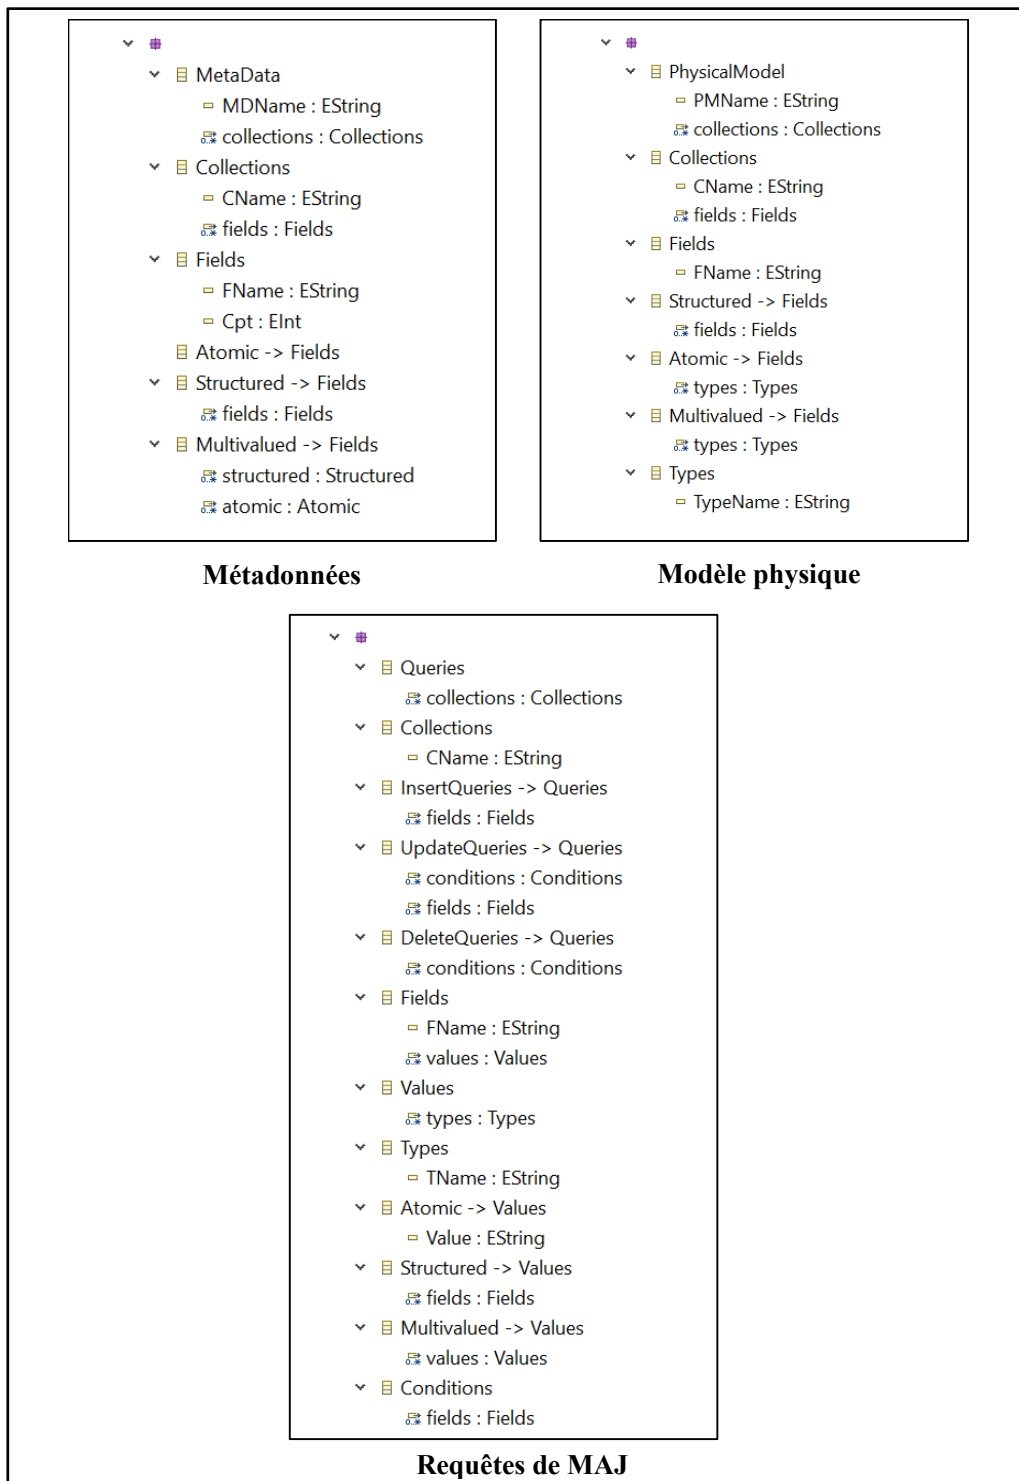 MetaData
MDName : EString
collections : Collections
Collections
CName : EString
fields : Fields
Fields
FName : EString
Cpt : EInt
Atomic -> Fields
Structured -> Fields
fields : Fields
Multivalued -> Fields
structured : Structured
atomic : Atomic
Métadonnées
PhysicalModel
PMName : EString
collections : Collections
Collections
CName : EString
fields : Fields
Fields
FName : EString
Structured -> Fields
fields : Fields
Atomic -> Fields
types : Types
Multivalued -> Fields
types : Types
Types
TypeName : EString
Modèle physique
Queries
collections : Collections
Collections
CName : EString
InsertQueries -> Queries
fields : Fields
UpdateQueries -> Queries
conditions : Conditions
fields : Fields
DeleteQueries -> Queries
conditions : Conditions
Fields
FName : EString
values : Values
Values
types : Types
Types
TName : EString
Atomic -> Values
Value : EString
Structured -> Values
fields : Fields
Multivalued -> Values
values : Values
Conditions
fields : Fields
Requêtes de MAJ